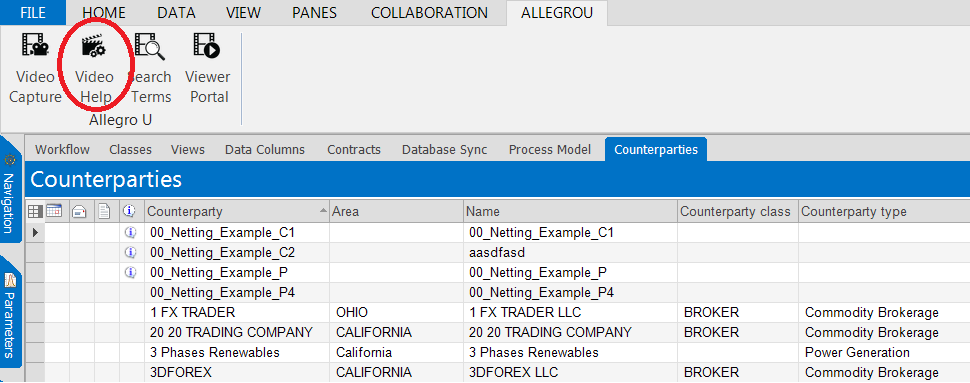 FILE HOME DATA VIEW PANES COLLABORATION ALLEGROU
Video Capture
Video Help
Search Terms
Viewer Portal
Allegro U
Workflow Classes Views Data Columns Contracts Database Sync Process Model Counterparties
Navigation
Parameters
Counterparties
Counterparty Area Name Counterparty class Counterparty type
00_Netting_Example_C1 00_Netting_Example_C1
00_Netting_Example_C2 aasdfasd
00_Netting_Example_P 00_Netting_Example_P
00_Netting_Example_P4 00_Netting_Example_P4
1 FX TRADER OHIO 1 FX TRADER LLC BROKER Commodity Brokerage
20 20 TRADING COMPANY CALIFORNIA 20 20 TRADING COMPANY BROKER Commodity Brokerage
3 Phases Renewables California 3 Phases Renewables Power Generation
3DFOREX CALIFORNIA 3DFOREX LLC BROKER Commodity Brokerage